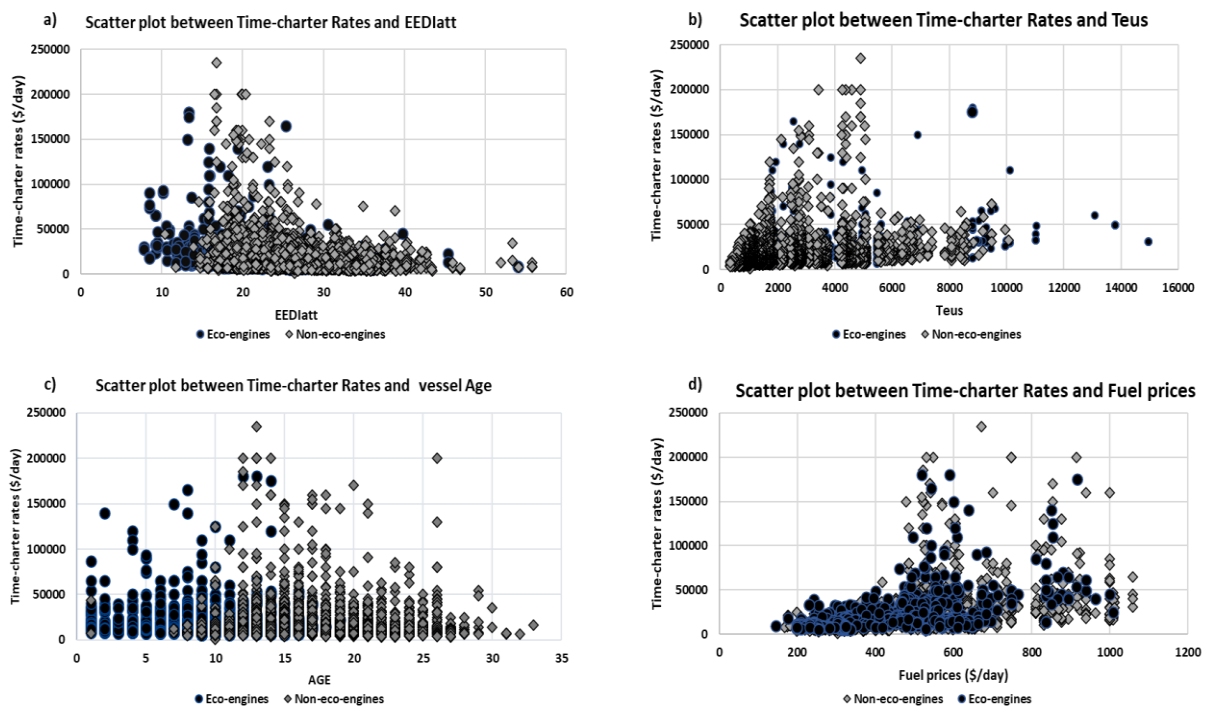 a) Scatter plot between Time-charter Rates and EEDIatt
Time-charter rates ($/day)
250000
200000
150000
100000
50000
0
0 10 20 30 40 50 60
EEDIatt
Eco-engines Non-eco-engines
b) Scatter plot between Time-charter Rates and Teus
Time-charter rates ($/day)
250000
200000
150000
100000
50000
0
0 2000 4000 6000 8000 10000 12000 14000 16000
Teus
Eco-engines Non-eco-engines
c) Scatter plot between Time-charter Rates and vessel Age
Time-charter rates ($/day)
250000
200000
150000
100000
50000
0
0 5 10 15 20 25 30 35
AGE
Eco-engines Non-eco-engines
d) Scatter plot between Time-charter Rates and Fuel prices
Time-charter rates ($/day)
250000
200000
150000
100000
50000
0
0 200 400 600 800 1000 1200
Fuel prices ($/day)
Non-eco-engines Eco-engines